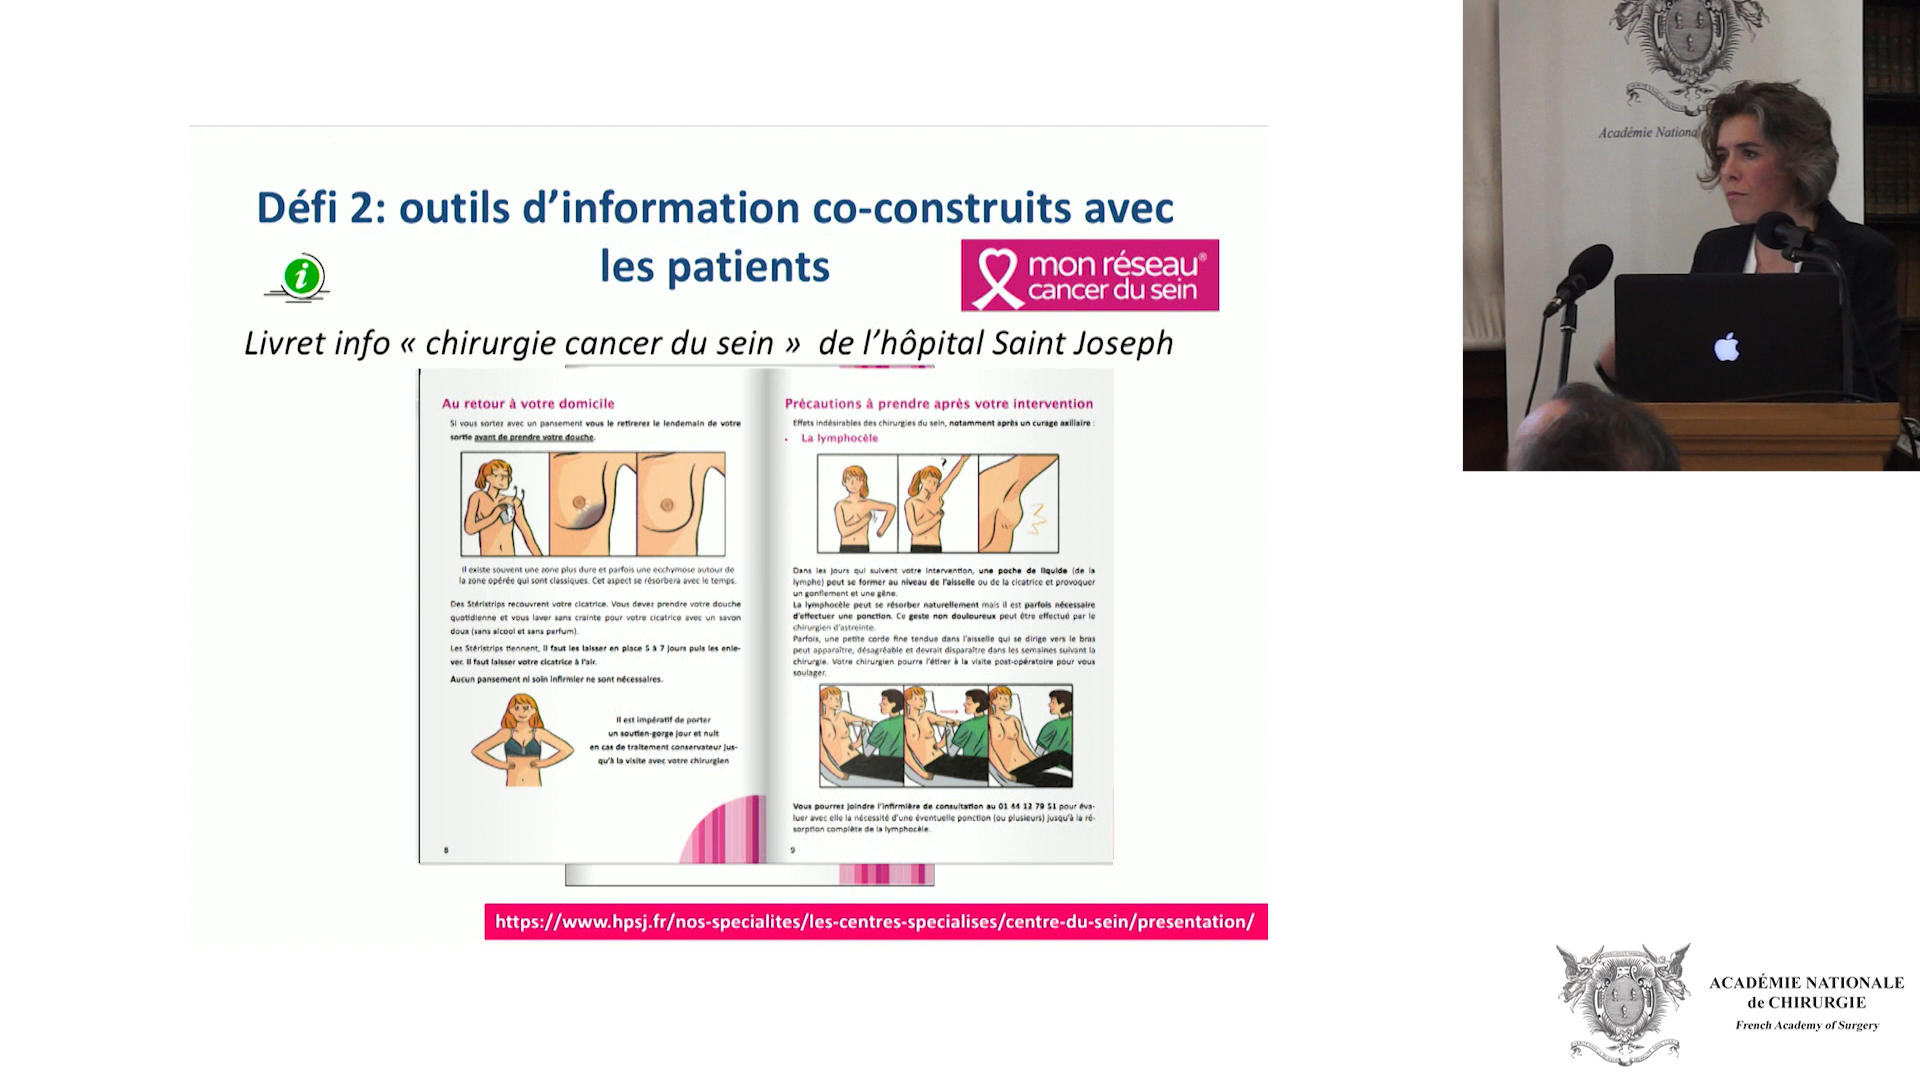 Défi 2: outils d’information co-construits avec
les patients
i
mon réseau®
cancer du sein
Livret info « chirurgie cancer du sein » de l’hôpital Saint Joseph
Au retour à votre domicile
Si vous sortez avec un pansement vous le retirerez le lendemain de votre
sortie avant de prendre votre douche.
Il existe souvent une zone plus dure et parfois une ecchymose autour de
la zone opérée qui sont classiques. Cet aspect se résorbera avec le temps.
Des Stéristrips recouvrent votre cicatrice. Vous devez prendre votre douche
quotidienne et vous laver sans crainte pour votre cicatrice avec un savon
doux (sans alcool et sans parfum).
Les Stéristrips tiennent, il faut les laisser en place 5 à 7 jours puis les enle-
ver. Il faut laisser votre cicatrice à l'air.
Aucun pansement ni soin infirmier ne sont nécessaires.
Il est impératif de porter
un soutien-gorge jour et nuit
en cas de traitement conservateur jus-
qu'à la visite avec votre chirurgien
8
Précautions à prendre après votre intervention
Effets indésirables des chirurgies du sein, notamment après un curage axillaire :
• La lymphocèle
?
Dans les jours qui suivent votre intervention, une poche de liquide (de la
lymphe) peut se former au niveau de l'aisselle ou de la cicatrice et provoquer
un gonflement et une gêne.
La lymphocèle peut se résorber naturellement mais il est parfois nécessaire
d'effectuer une ponction. Ce geste non douloureux peut être effectué par le
chirurgien d'astreinte.
Parfois, une petite corde fine tendue dans l'aisselle qui se dirige vers le bras
peut apparaître, désagréable et devrait disparaître dans les semaines suivant la
chirurgie. Votre chirurgien pourra l'étirer à la visite post-opératoire pour vous
soulager.
Vous pourrez joindre l'infirmière de consultation au 01 44 12 79 51 pour éva-
luer avec elle la nécessité d'une éventuelle ponction (ou plusieurs) jusqu'à la ré-
sorption complète de la lymphocèle.
9
https://www.hpsj.fr/nos-specialites/les-centres-specialises/centre-du-sein/presentation/
Académie Nationa
ACADÉMIE NATIONALE
de CHIRURGIE
French Academy of Surgery